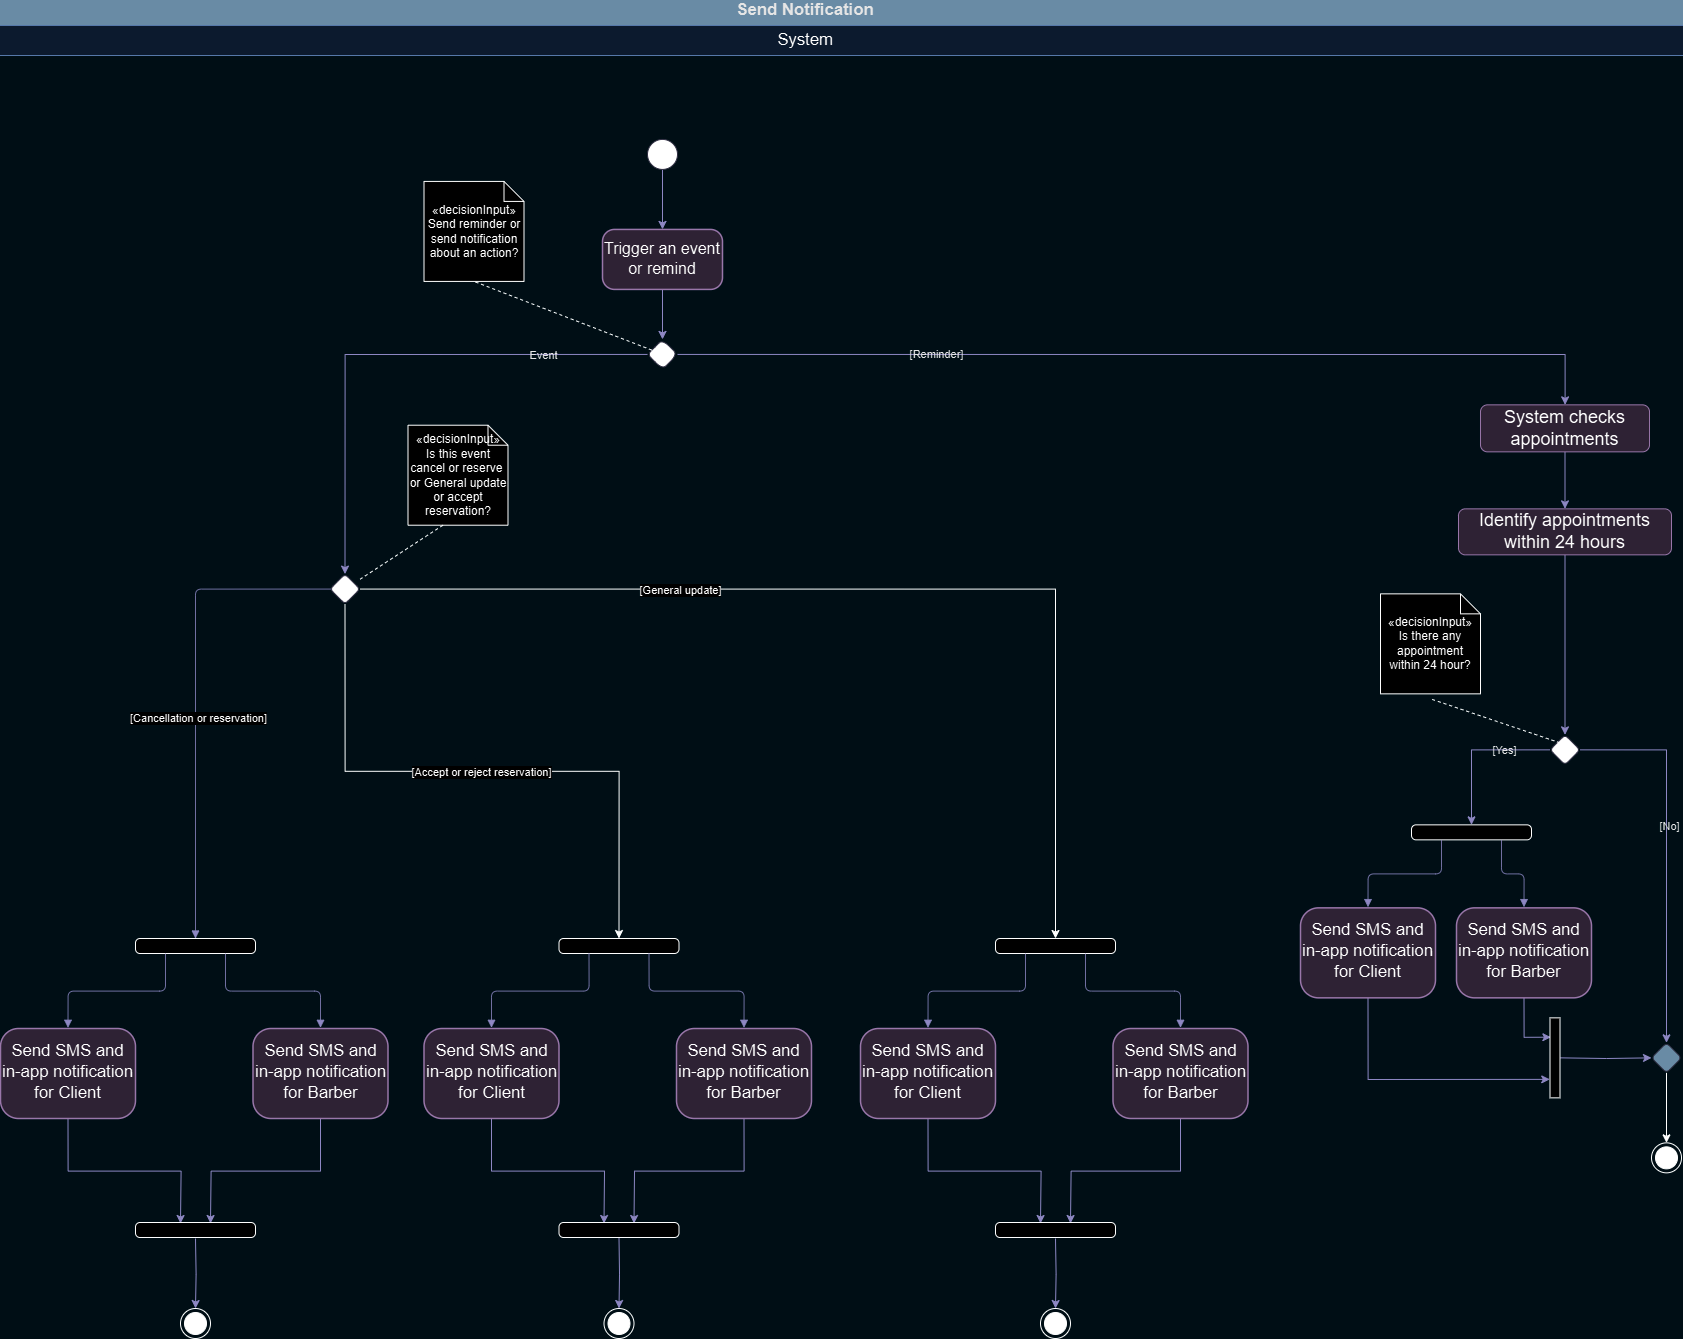 Send Notification
System
«decisionInput»
Send reminder or
send notification
about an action?
Trigger an event
or remind
Event
[Reminder]
System checks
appointments
«decisionInput»
Is this event
cancel or reserve
or General update
or accept
reservation?
Identify appointments
within 24 hours
[General update]
«decisionInput»
Is there any
appointment
within 24 hour?
[Cancellation or reservation]
[Accept or reject reservation]
[Yes]
[No]
Send SMS and
in-app notification
for Client
Send SMS and
in-app notification
for Barber
Send SMS and
in-app notification
for Client
Send SMS and
in-app notification
for Barber
Send SMS and
in-app notification
for Client
Send SMS and
in-app notification
for Barber
Send SMS and
in-app notification
for Client
Send SMS and
in-app notification
for Barber